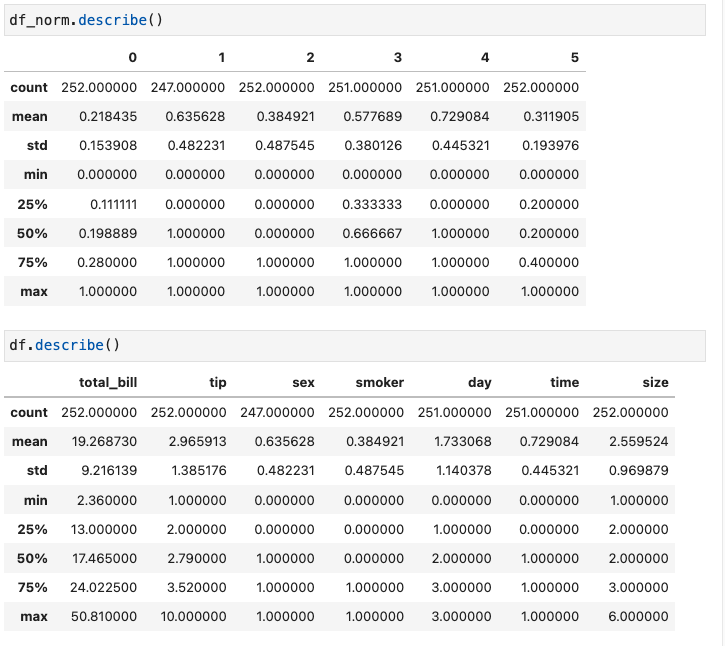 df_norm.describe()
0 1 2 3 4 5
count 252.000000 247.000000 252.000000 251.000000 251.000000 252.000000
mean 0.218435 0.635628 0.384921 0.577689 0.729084 0.311905
std 0.153908 0.482231 0.487545 0.380126 0.445321 0.193976
min 0.000000 0.000000 0.000000 0.000000 0.000000 0.000000
25% 0.111111 0.000000 0.000000 0.333333 0.000000 0.200000
50% 0.198889 1.000000 0.000000 0.666667 1.000000 0.200000
75% 0.280000 1.000000 1.000000 1.000000 1.000000 0.400000
max 1.000000 1.000000 1.000000 1.000000 1.000000 1.000000
df.describe()
total_bill tip sex smoker day time size
count 252.000000 252.000000 247.000000 252.000000 251.000000 251.000000 252.000000
mean 19.268730 2.965913 0.635628 0.384921 1.733068 0.729084 2.559524
std 9.216139 1.385176 0.482231 0.487545 1.140378 0.445321 0.969879
min 2.360000 1.000000 0.000000 0.000000 0.000000 0.000000 1.000000
25% 13.000000 2.000000 0.000000 0.000000 1.000000 0.000000 2.000000
50% 17.465000 2.790000 1.000000 0.000000 2.000000 1.000000 2.000000
75% 24.022500 3.520000 1.000000 1.000000 3.000000 1.000000 3.000000
max 50.810000 10.000000 1.000000 1.000000 3.000000 1.000000 6.000000